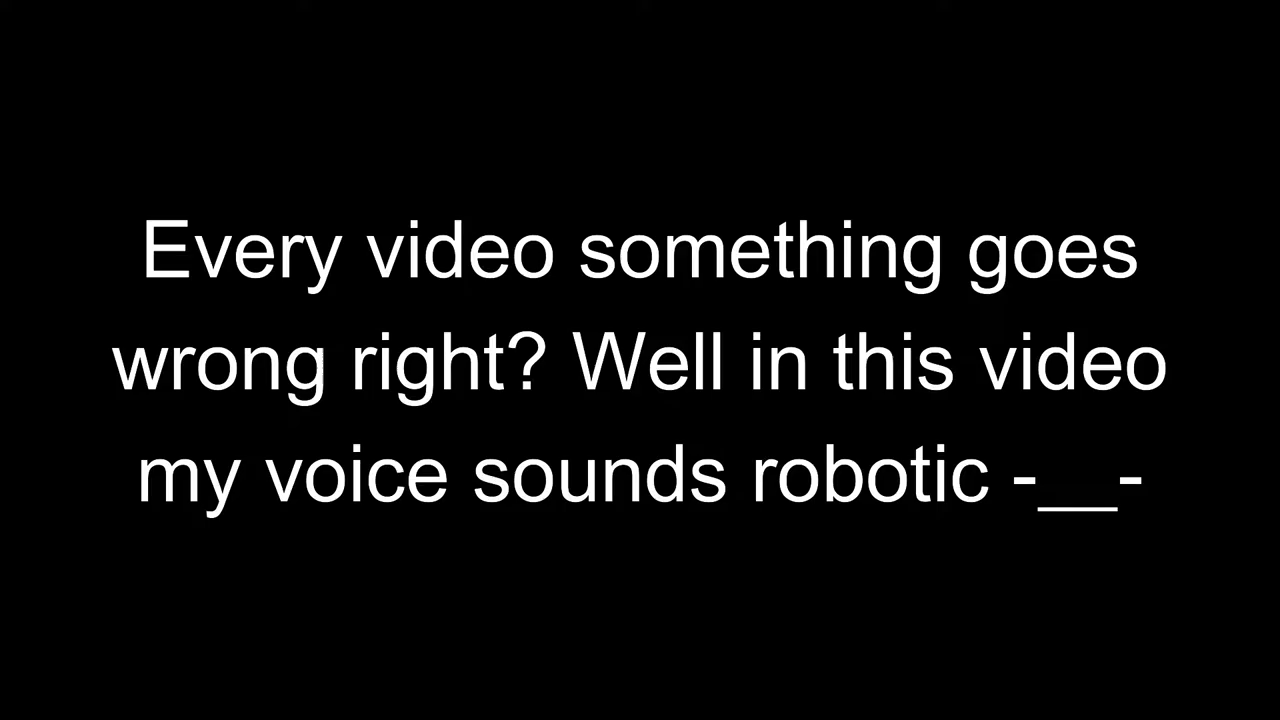 Every video something goes
wrong right? Well in this video
my voice sounds robotic -__-